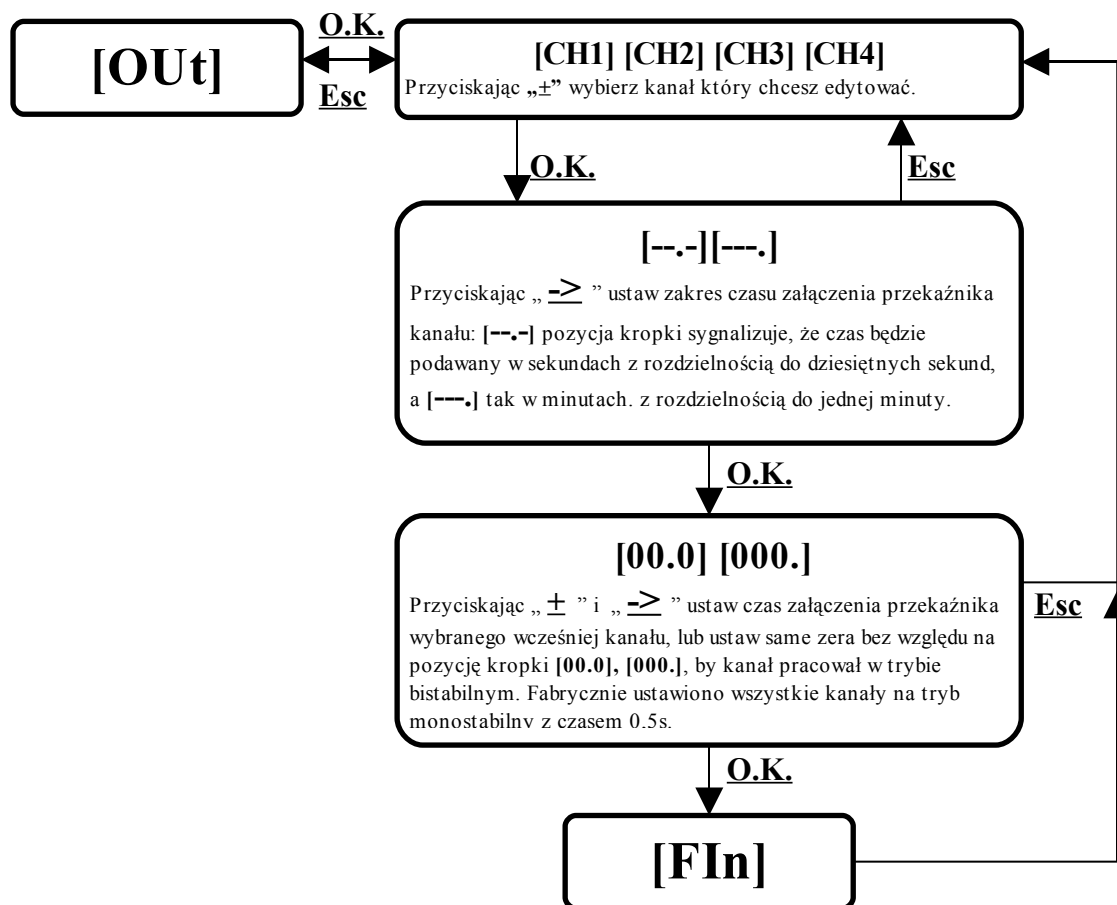 O.K.
[OUt]
Esc
[CH1] [CH2] [CH3] [CH4]
Przyciskając „±” wybierz kanał który chcesz edytować.
O.K.
Esc
[--.-][---.]
Przyciskając „ -> ” ustaw zakres czasu załączenia przekaźnika
kanału: [--.-] pozycja kropki sygnalizuje, że czas będzie
podawany w sekundach z rozdzielnością do dziesiętnych sekund,
a [---.] tak w minutach. z rozdzielnością do jednej minuty.
O.K.
[00.0] [000.]
Przyciskając „ ± ” i „ -> ” ustaw czas załączenia przekaźnika
wybranego wcześniej kanału, lub ustaw same zera bez względu na
pozycję kropki [00.0], [000.], by kanał pracował w trybie
bistabilnym. Fabrycznie ustawiono wszystkie kanały na tryb
monostabilny z czasem 0.5s.
Esc
O.K.
[FIn]